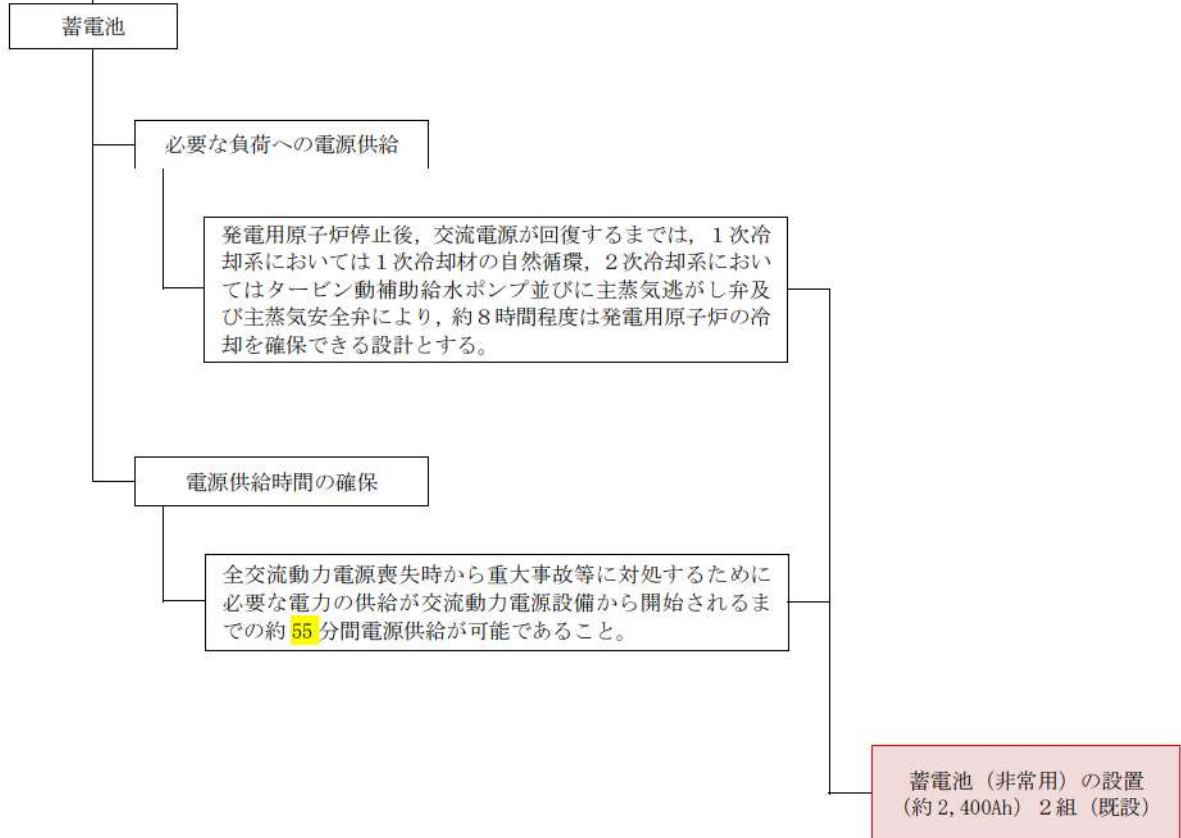 蓄電池
必要な負荷への電源供給
発電用原子炉停止後，交流電源が回復するまでは，１次冷
却系においては１次冷却材の自然循環，２次冷却系におい
てはタービン動補助給水ポンプ並びに主蒸気逃がし弁及
び主蒸気安全弁により，約８時間程度は発電用原子炉の冷
却を確保できる設計とする。
電源供給時間の確保
全交流動力電源喪失時から重大事故等に対処するために
必要な電力の供給が交流動力電源設備から開始されるま
での約 55 分間電源供給が可能であること。
蓄電池（非常用）の設置
（約 2,400Ah）２組（既設）